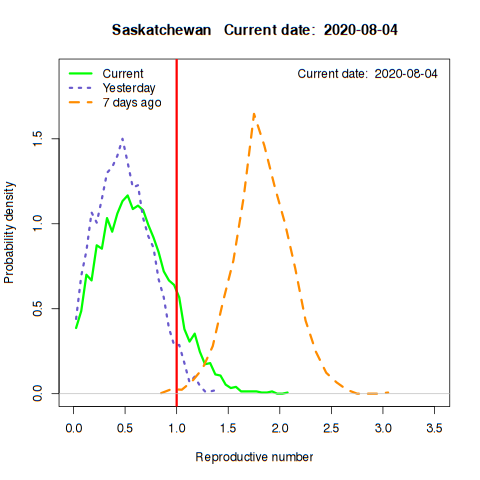 Saskatchewan Current date: 2020-08-04
Current
Yesterday
7 days ago
Current date: 2020-08-04
Probability density
0.0
0.5
1.0
1.5
0.0 0.5 1.0 1.5 2.0 2.5 3.0 3.5
Reproductive number